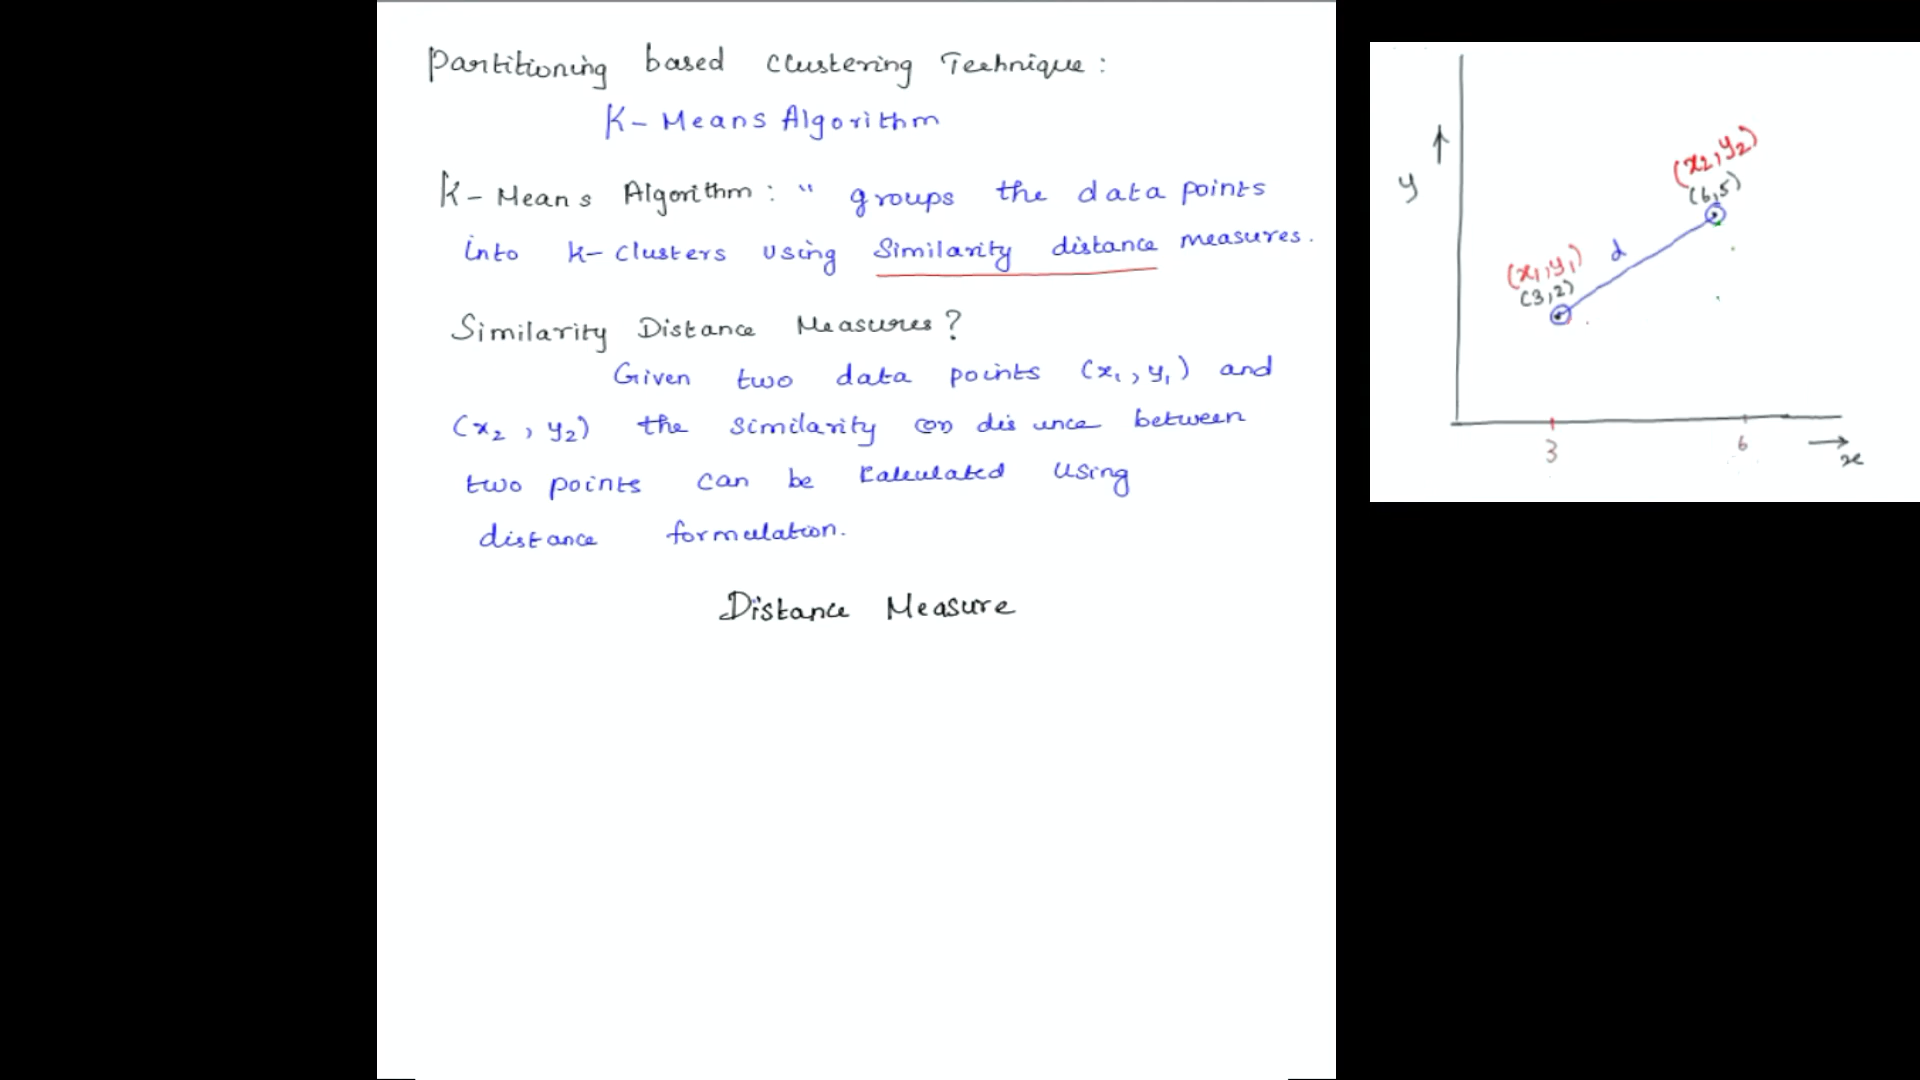 Partitioning based Clustering Technique :
K- Means Algorithm
K- Means Algorithm : " groups the data points
into k- clusters using Similarity distance measures.
Similarity Distance Measures ?
Given two data points (x₁, y₁) and
(x₂, y₂) the similarity (or) dis ance between
two points can be calculated using
distance formulation.
Distance Measure
y
(x₂, y₂)
(6,5)
d
(x₁, y₁)
(3,2)
3 6
x